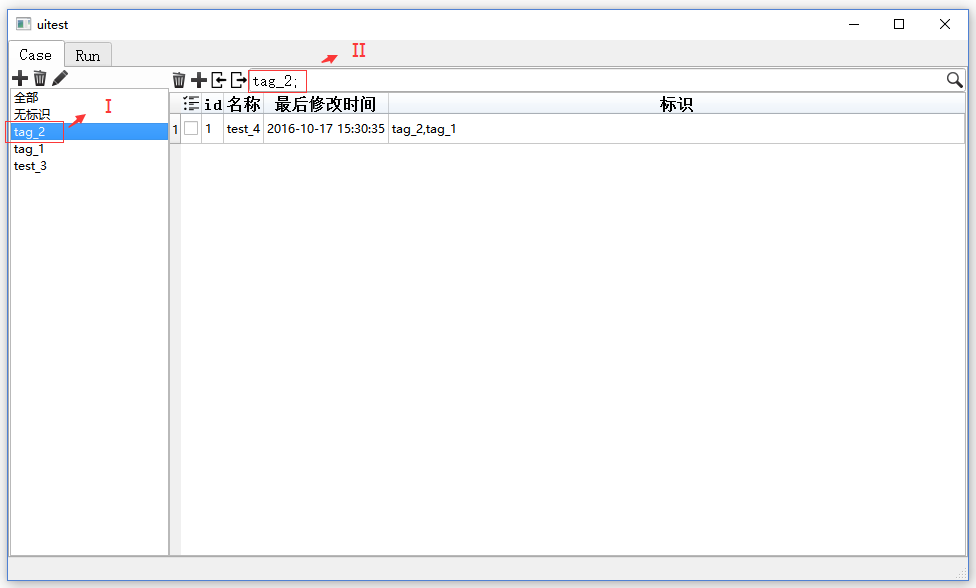 uitest
Case Run
II
tag_2;
全部
无标识
tag_2
tag_1
test_3
I
id 名称 最后修改时间 标识
1 1 test_4 2016-10-17 15:30:35 tag_2,tag_1